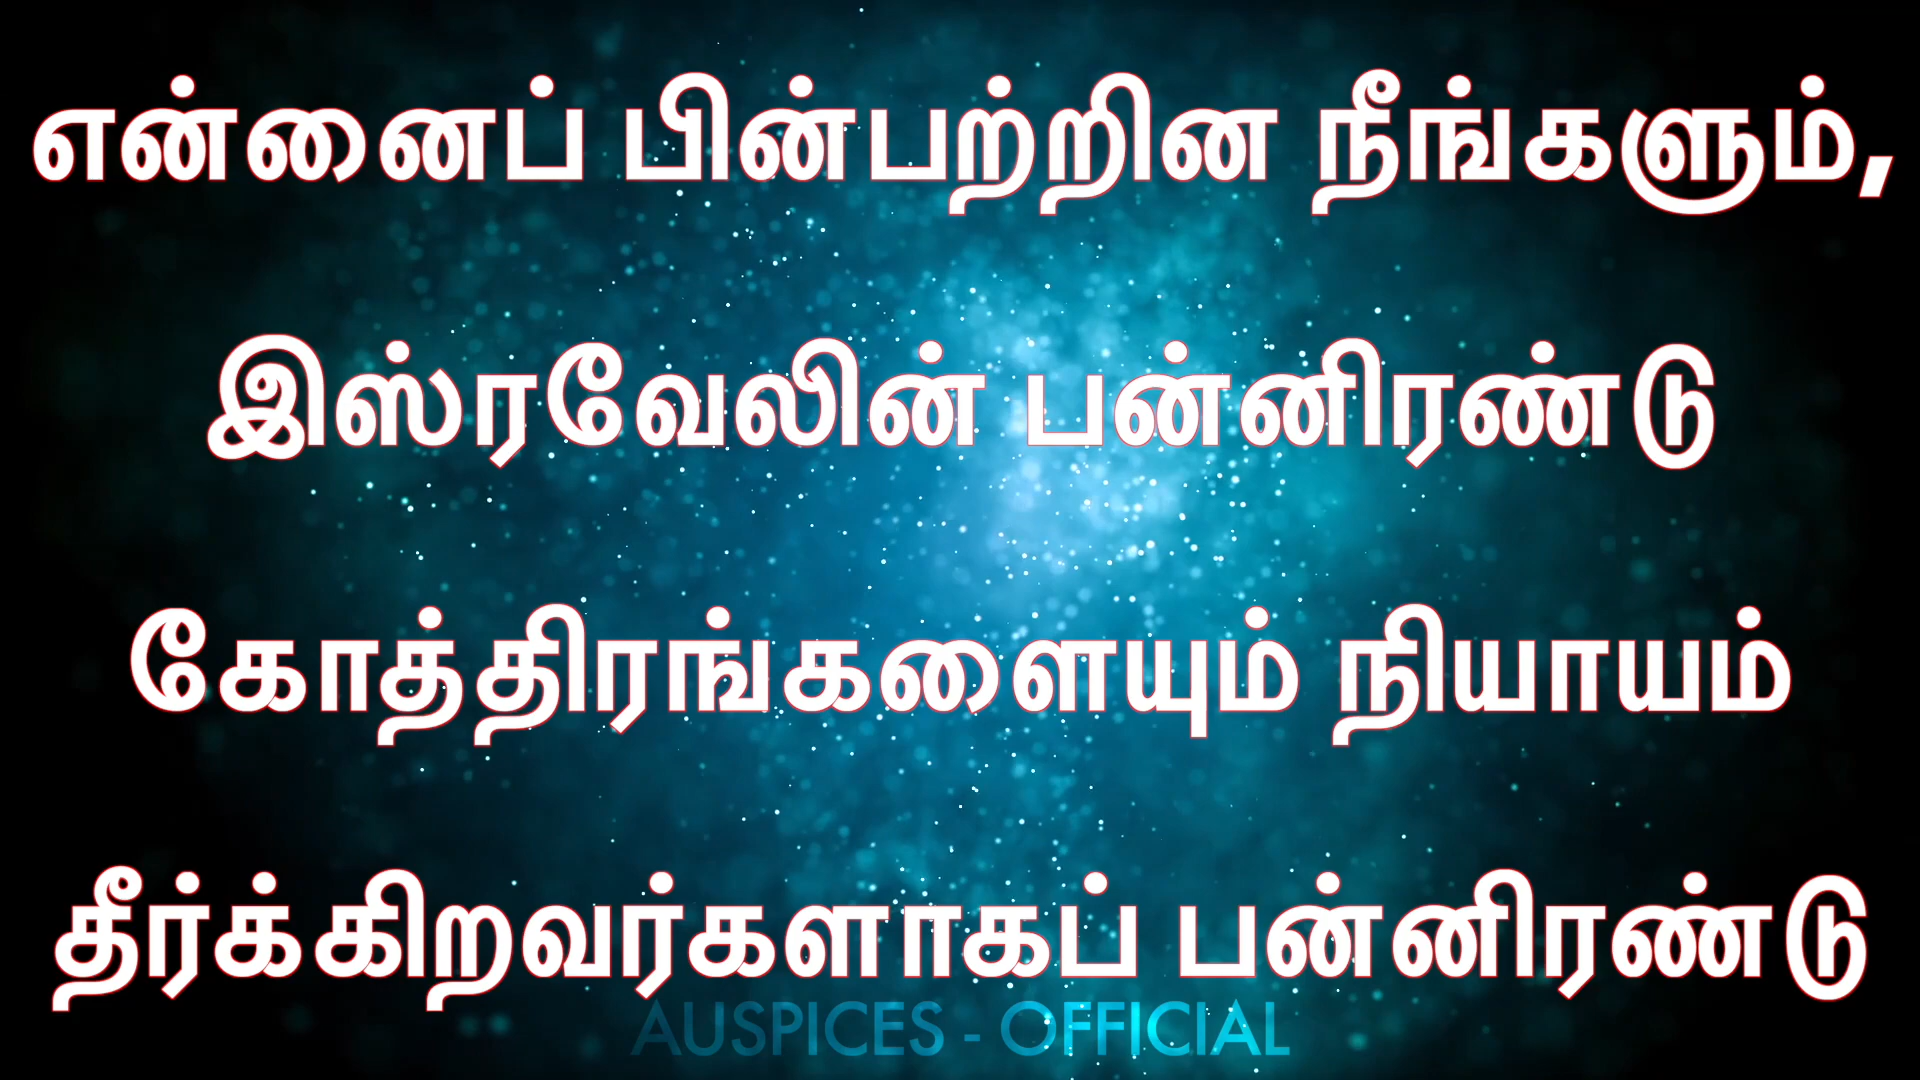 என்னைப் பின்பற்றின நீங்களும்,
இஸ்ரவேலின் பன்னிரண்டு
கோத்திரங்களையும் நியாயம்
தீர்க்கிறவர்களாகப் பன்னிரண்டு
AUSPICES - OFFICIAL